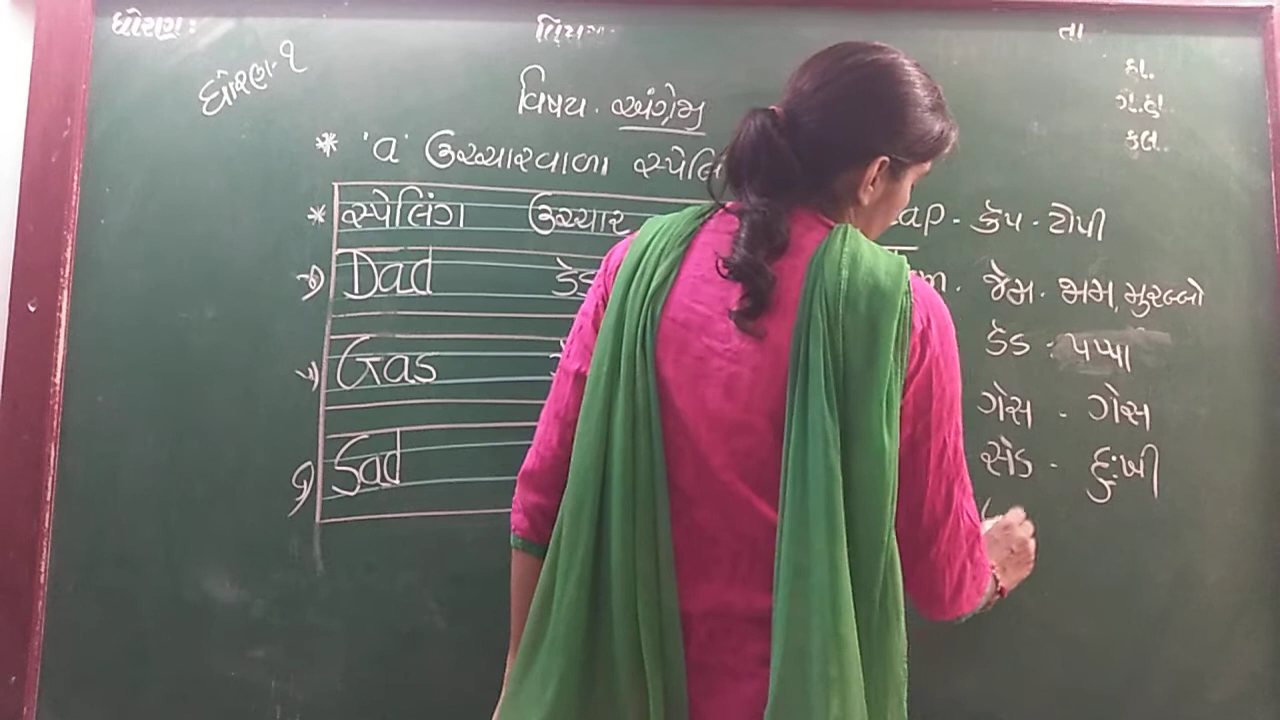 ધોરણ: વિષય: તા.
હા.
ધોરણ-૧
વિષય. અંગ્રેજી
ગે.હા.
કુલ.
* 'a' ઉચ્ચારવાળા
* સ્પેલિંગ ઉચ્ચાર
ap - કૅપ - ટોપી
Dad ડેડ
જેમ - જામ, મુરબ્બો
ડેડ - પપ્પા
Gas
ગેસ - ગેસ
Sad
સેડ - દુઃખી